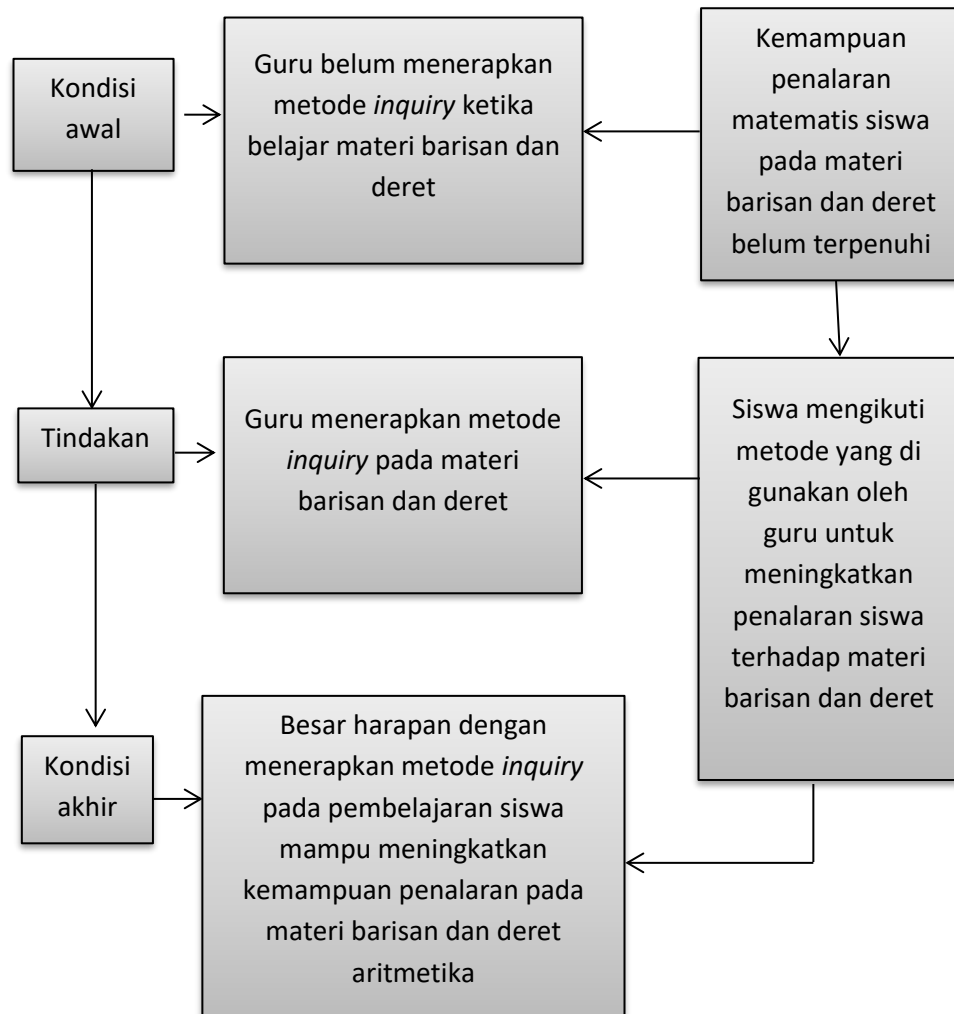 Kondisi
awal
Guru belum menerapkan
metode inquiry ketika
belajar materi barisan dan
deret
Kemampuan
penalaran
matematis siswa
pada materi
barisan dan deret
belum terpenuhi
Tindakan
Guru menerapkan metode
inquiry pada materi
barisan dan deret
Siswa mengikuti
metode yang di
gunakan oleh
guru untuk
meningkatkan
penalaran siswa
terhadap materi
barisan dan deret
Kondisi
akhir
Besar harapan dengan
menerapkan metode inquiry
pada pembelajaran siswa
mampu meningkatkan
kemampuan penalaran pada
materi barisan dan deret
aritmetika